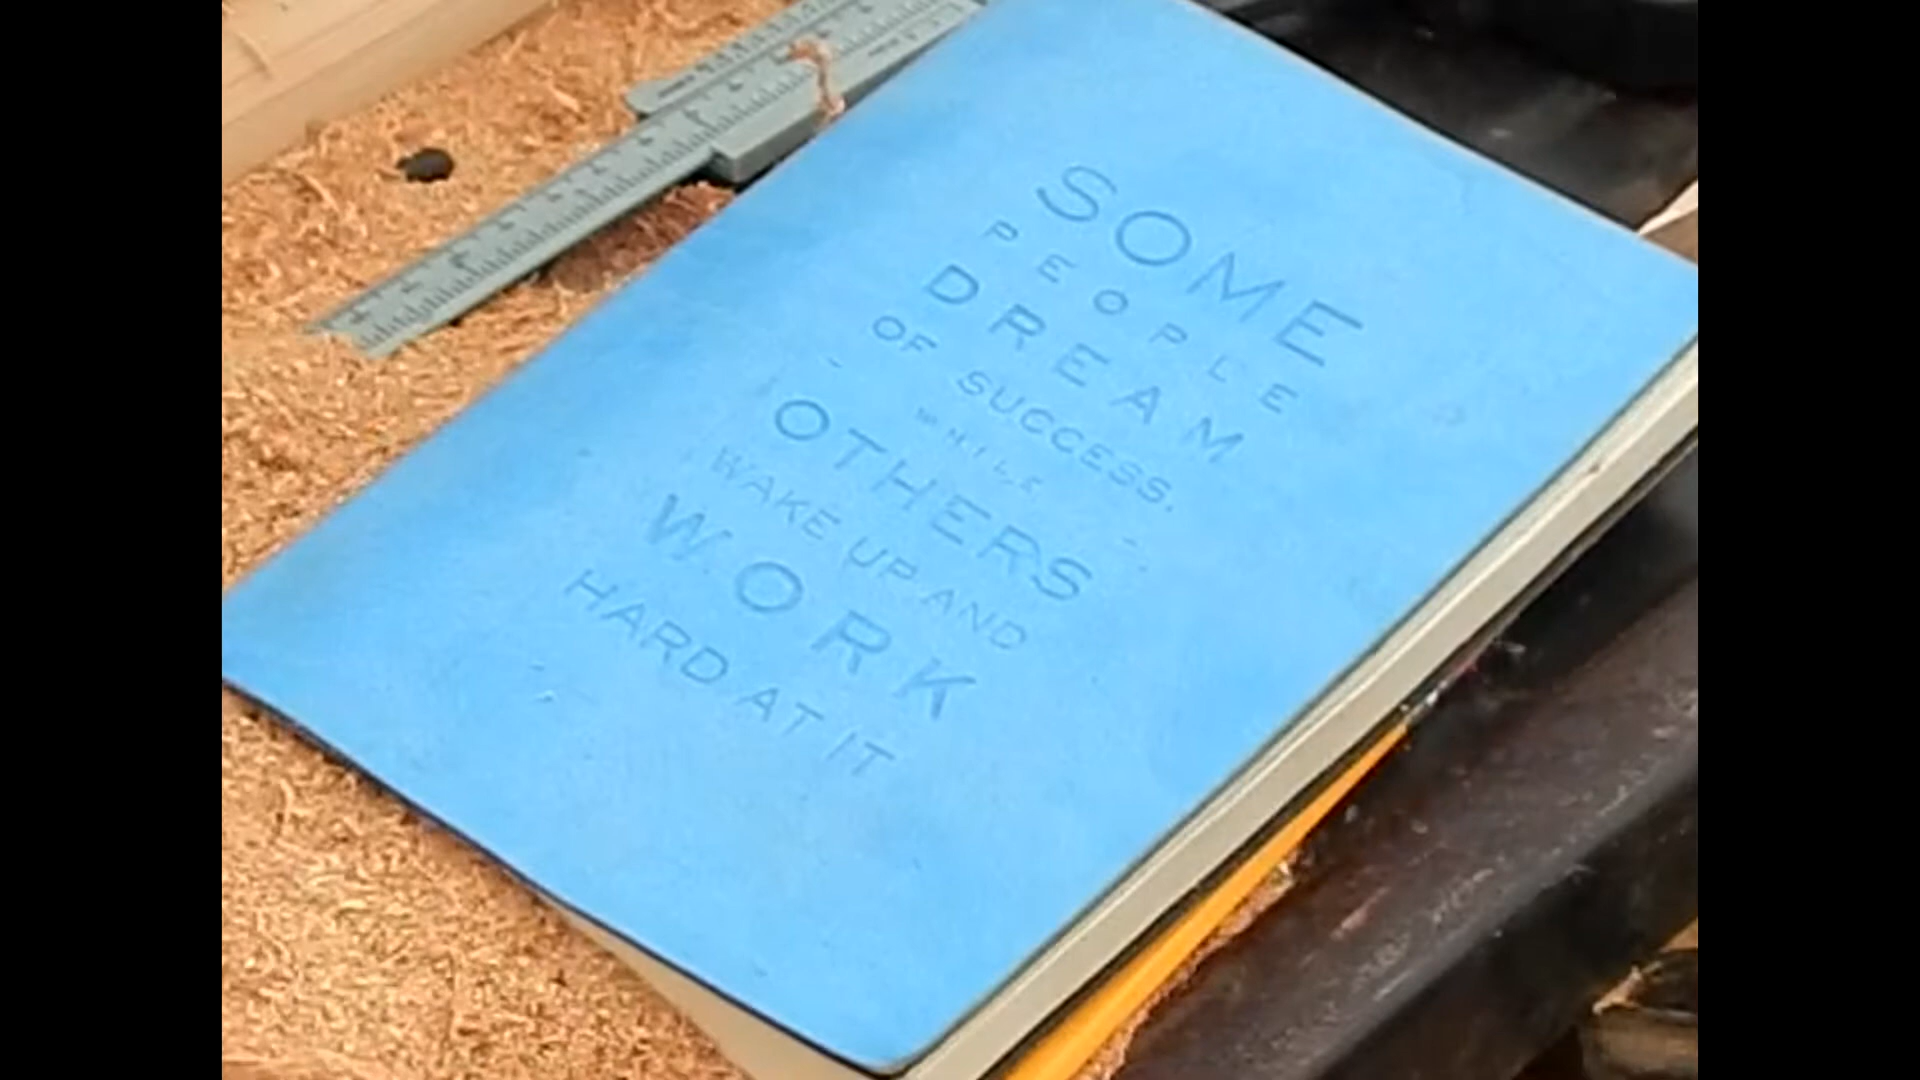 SOME
PEOPLE
DREAM
OF SUCCESS.
WHILE
OTHERS
WAKE UP AND
WORK
HARD AT IT